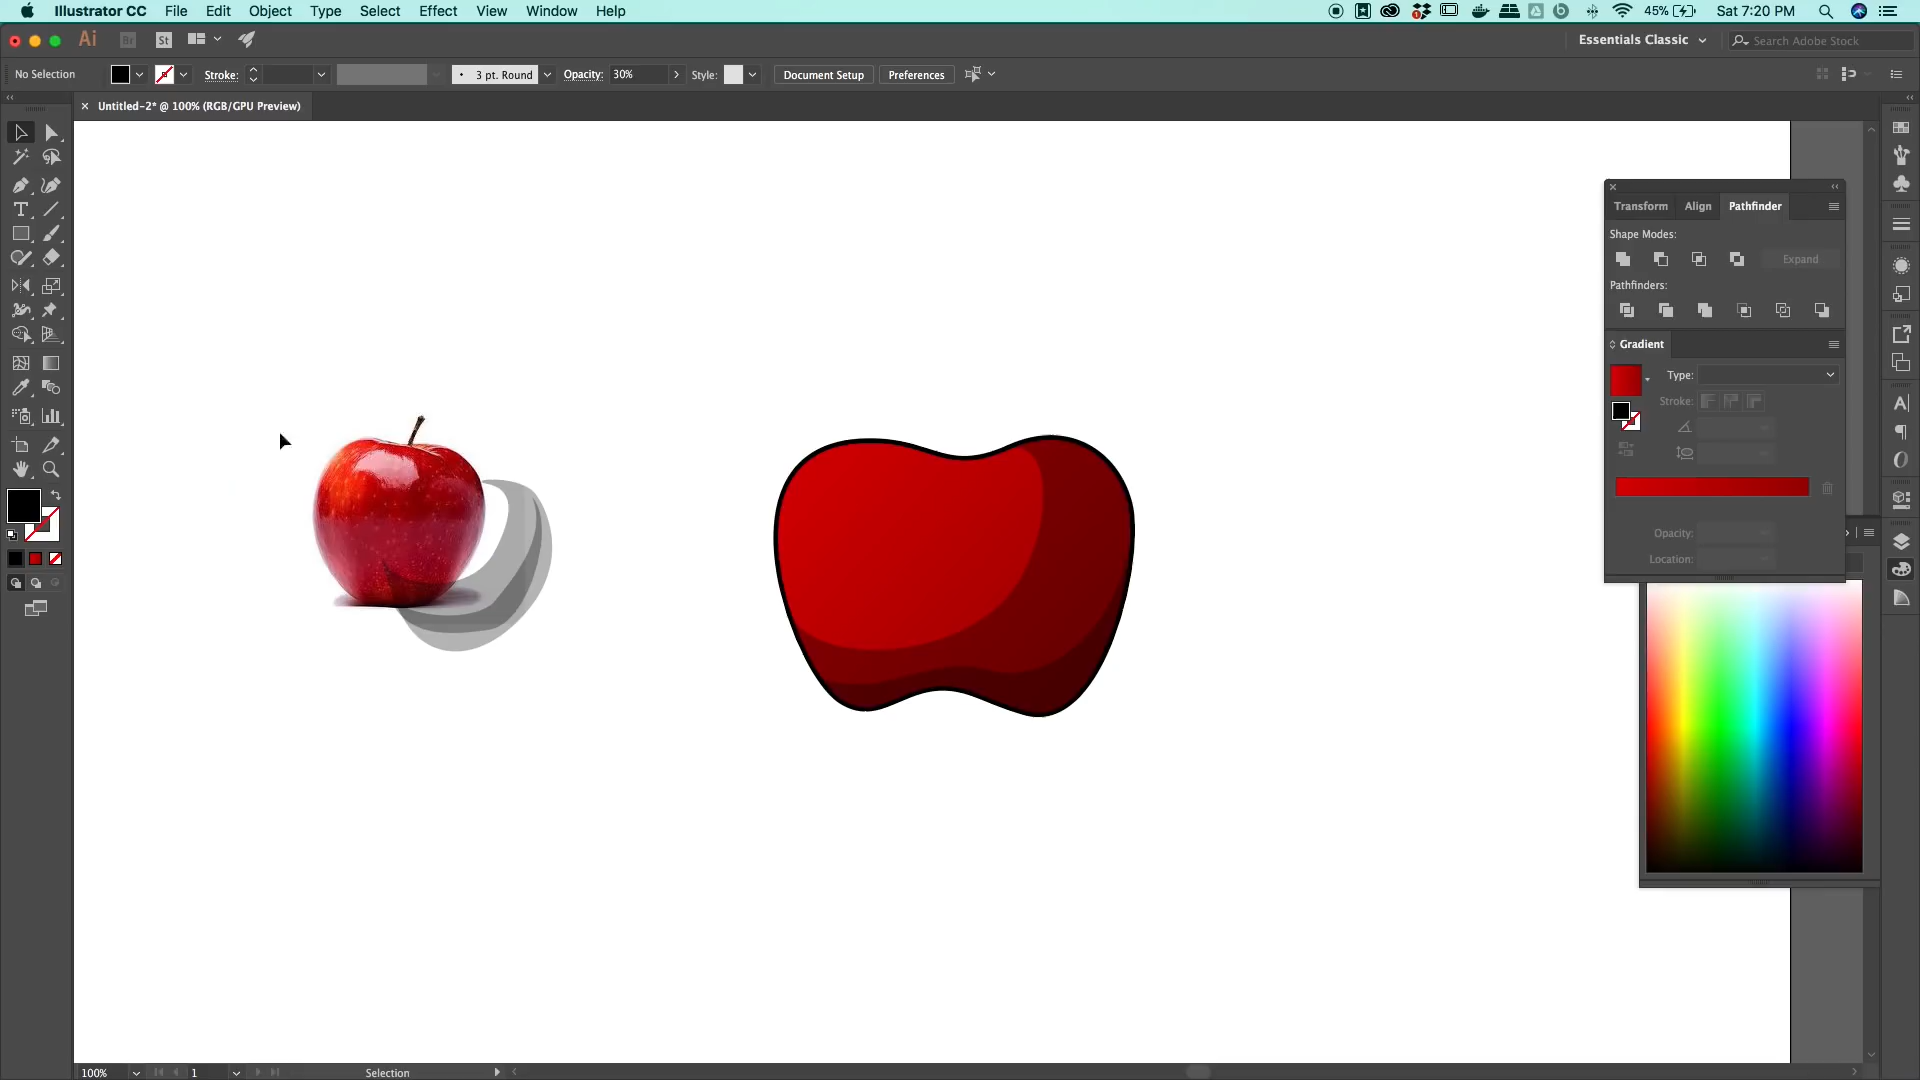 Illustrator CC File Edit Object Type Select Effect View Window Help 45% Sat 7:20 PM
Ai Br St Essentials Classic Search Adobe Stock
No Selection Stroke: 3 pt. Round Opacity: 30% Style: Document Setup Preferences
Untitled-2* @ 100% (RGB/GPU Preview)
Transform Align Pathfinder
Shape Modes:
Expand
Pathfinders:
Gradient
Type:
Stroke:
Opacity:
Location:
100% 1 Selection